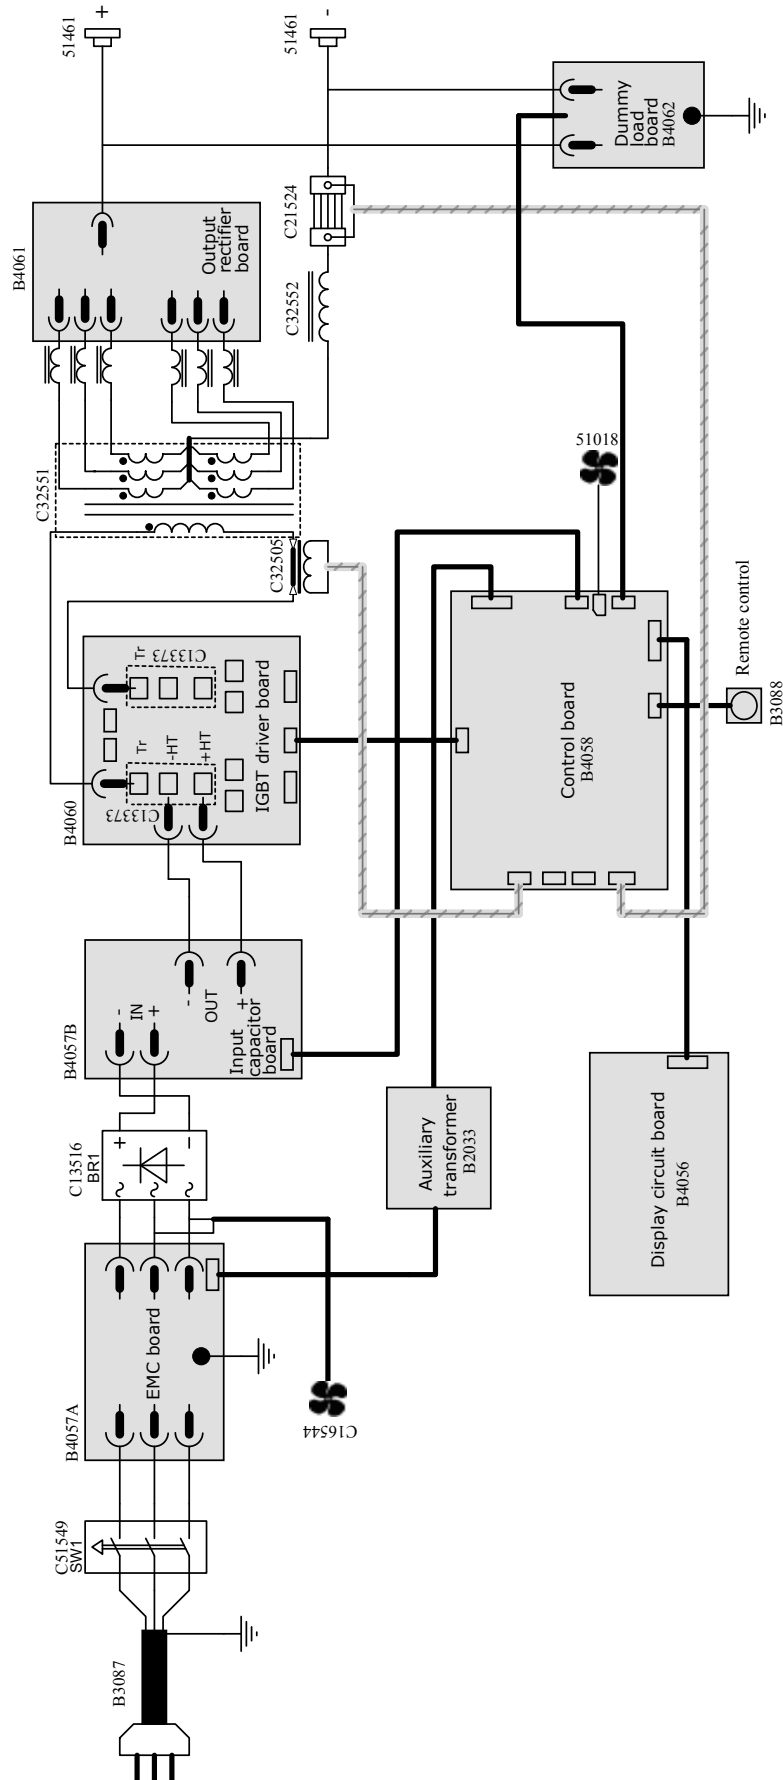 +
51461
-
51461
Dummy
load
board
B4062
B4061
Output
rectifier
board
C21524
C32552
C32551
C32505
51018
B4060
Tr
C13373
Tr
-HT
+HT
C13373
IGBT driver board
Control board
B4058
Remote control
B3088
B4057B
-
IN
+
-
OUT
+
Input
capacitor
board
C13516
BR1
+
-
Auxiliary
transformer
B2033
Display circuit board
B4056
B4057A
EMC board
C16544
C51549
SW1
B3087